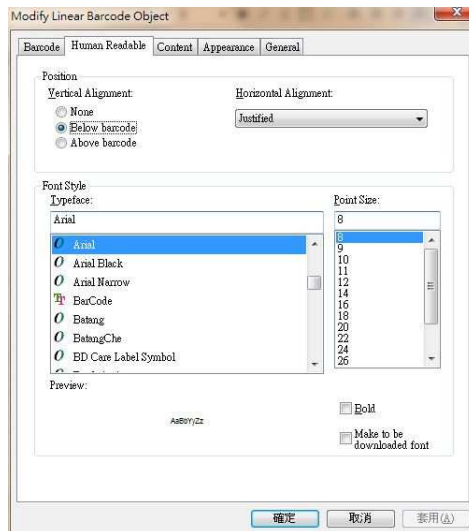 Modify Linear Barcode Object
Barcode Human Readable Content Appearance General
Position
Vertical Alignment:
None
Below barcode
Above barcode
Horizontal Alignment:
Justified
Font Style
Typeface:
Arial
Arial
Arial Black
Arial Narrow
BarCode
Batang
BatangChe
BD Care Label Symbol
Point Size:
8
8
9
10
11
12
14
16
18
20
22
24
26
Preview:
AaBbYyZz
Bold
Make to be
downloaded font
確定 取消 套用(A)